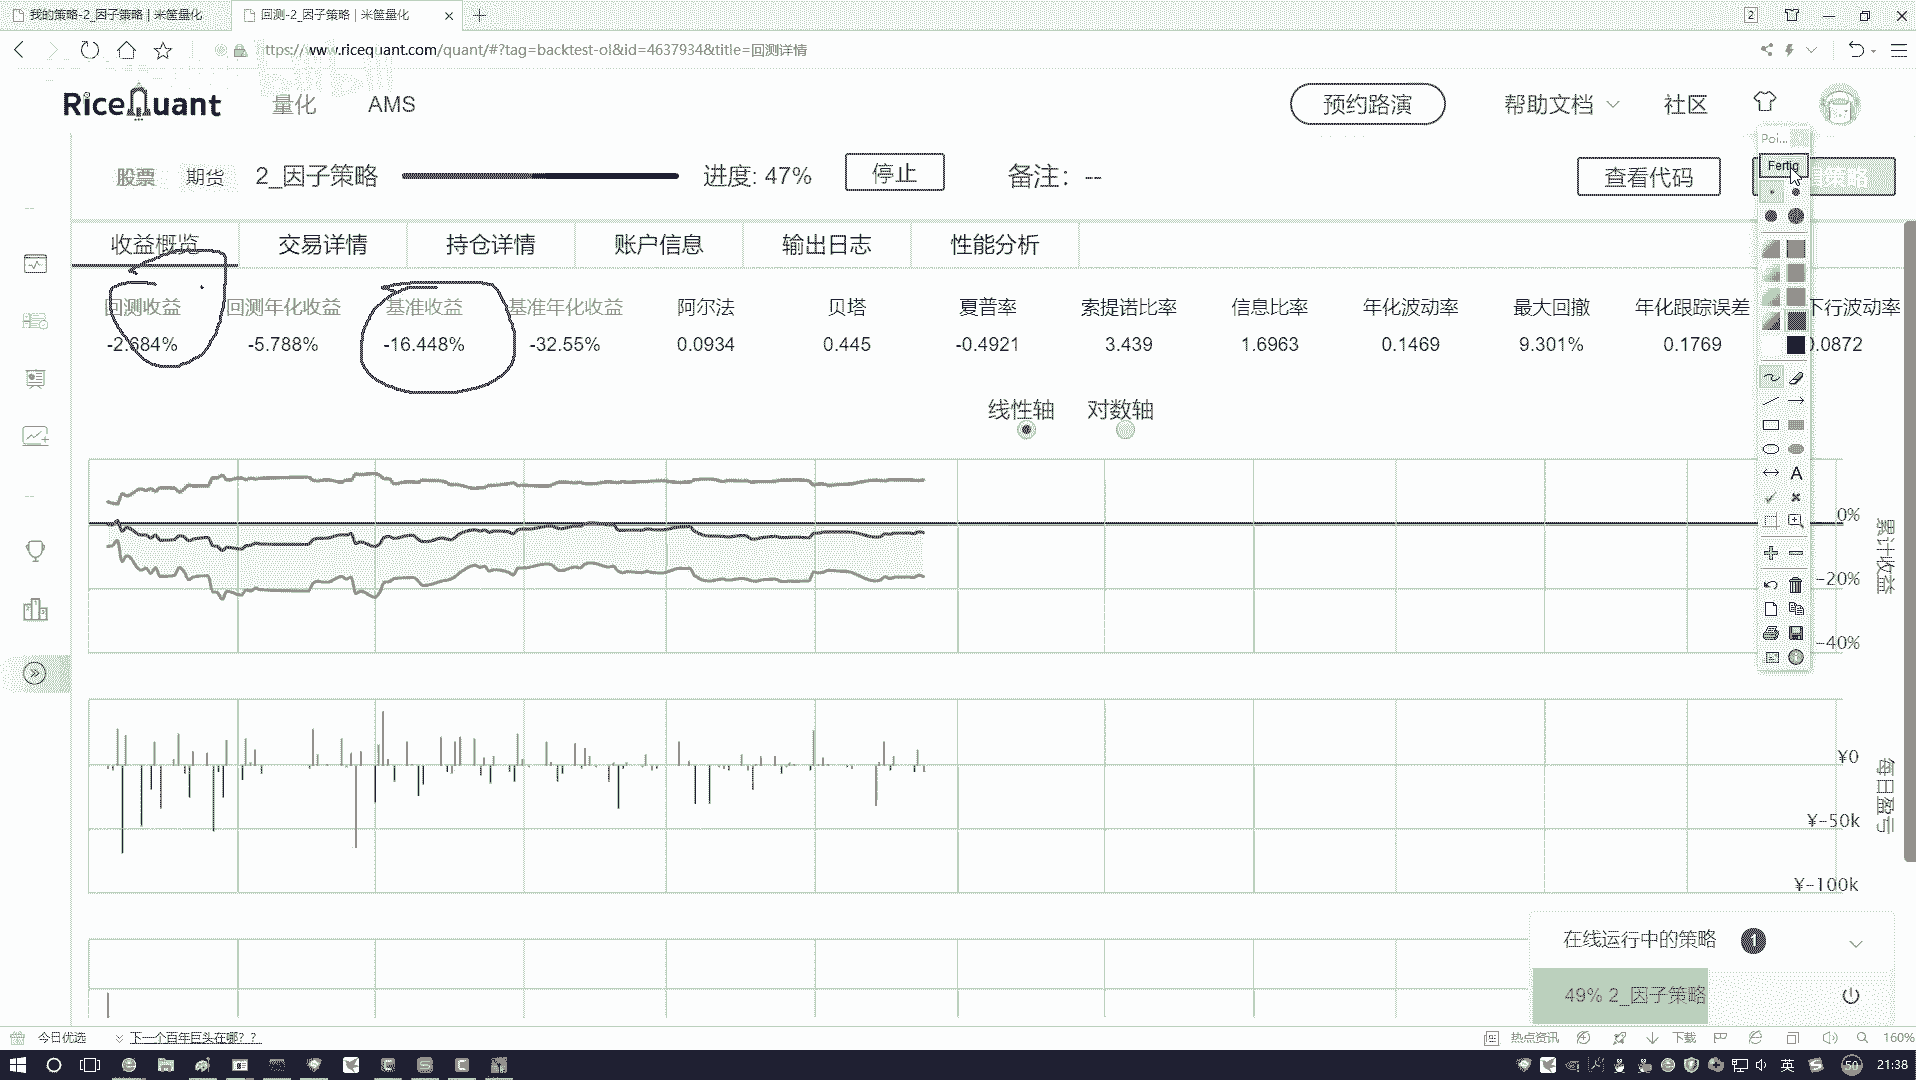 我的策略-2_因子策略 | 米筐量化
回测-2_因子策略 | 米筐量化
2
ttps://www.ricequant.com/quant/#?tag=backtest-ol&id=4637934&title=回测详情
RiceQuant
量化
AMS
预约路演
帮助文档
社区
Poi...
Fertig
股票
期货
2_因子策略
进度: 47%
停止
备注: --
查看代码
策略
收益概览
交易详情
持仓详情
账户信息
输出日志
性能分析
回测收益 回测年化收益 基准收益 基准年化收益 阿尔法 贝塔 夏普率 索提诺比率 信息比率 年化波动率 最大回撤 年化跟踪误差 下行波动率
-2.684% -5.788% -16.448% -32.55% 0.0934 0.445 -0.4921 3.439 1.6963 0.1469 9.301% 0.1769 0.0872
线性轴 对数轴
A
0%
-20%
-40%
累计收益
¥0
¥-50k
¥-100k
每日盈亏
在线运行中的策略 1
49% 2_因子策略
今日优选
下一个百年巨头在哪? ?
热点资讯
下载
160%
英
50
21:38